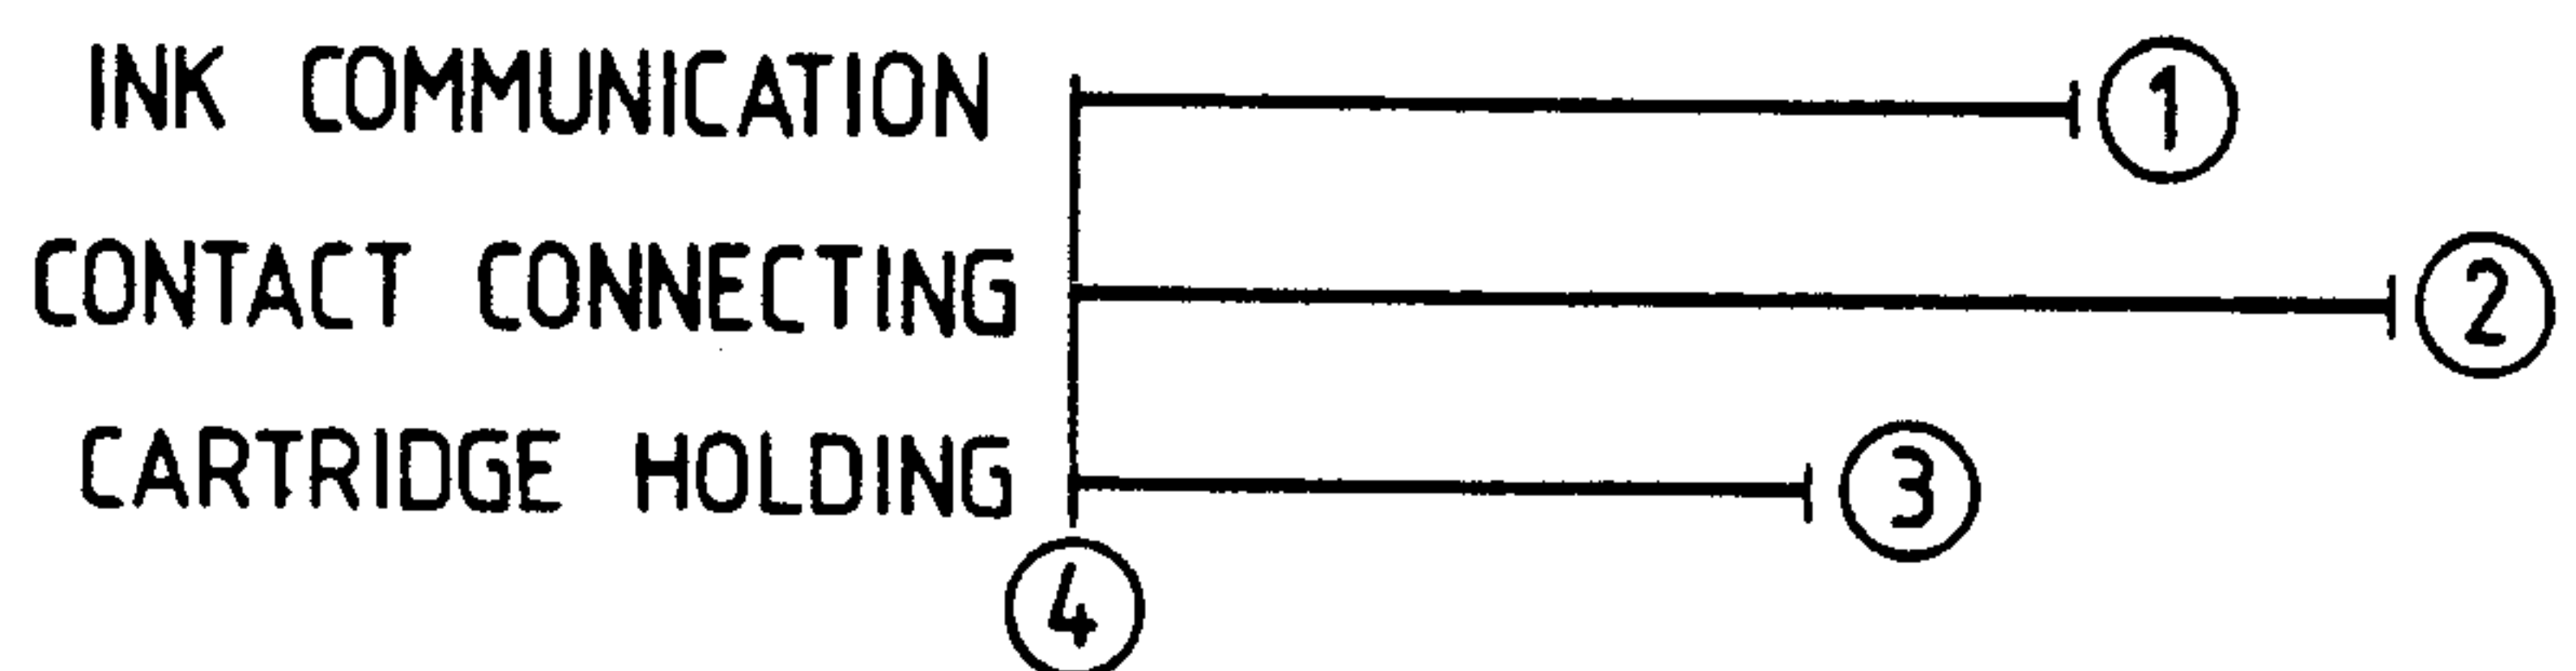 INK COMMUNICATION 1
CONTACT CONNECTING 2
CARTRIDGE HOLDING 3
4